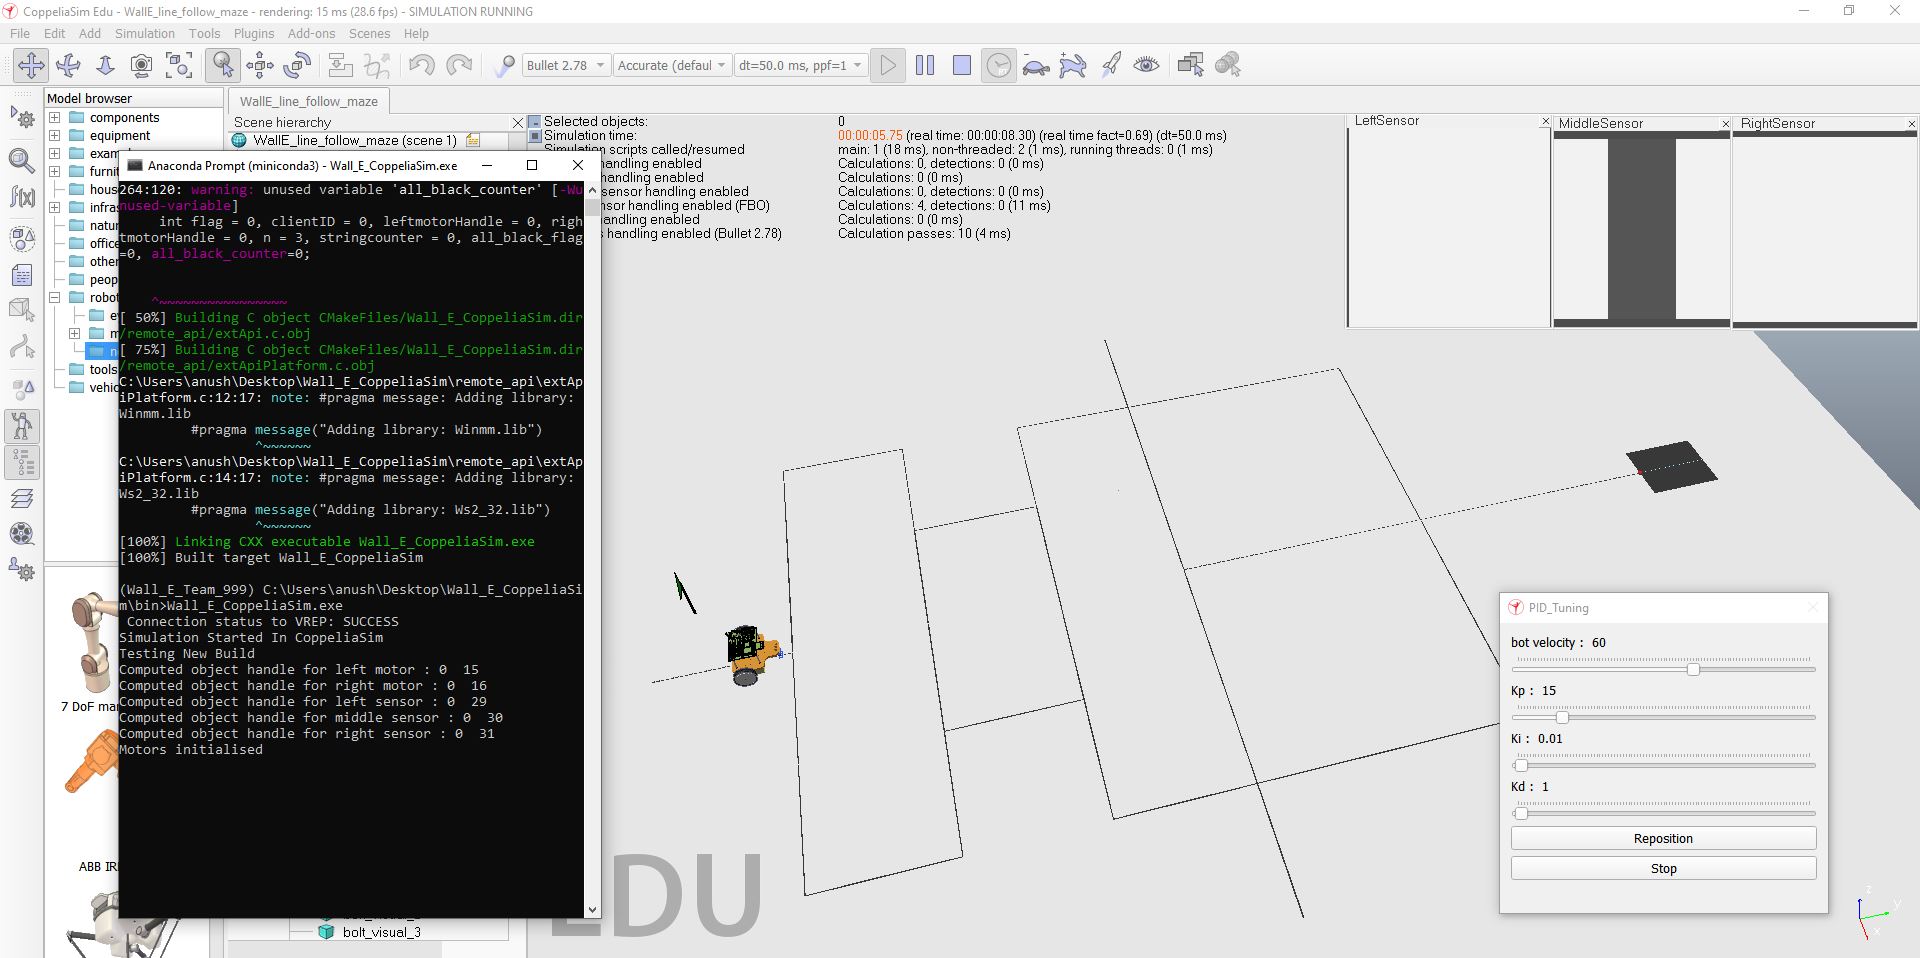 CoppeliaSim Edu - WallE_line_follow_maze - rendering: 15 ms (28.6 fps) - SIMULATION RUNNING
File Edit Add Simulation Tools Plugins Add-ons Scenes Help
Bullet 2.78 Accurate (defaul dt=50.0 ms, ppf=1
Model browser
components
equipment
exam
furnit
hous
infras
natur
office
other
peop
robot
tools
vehic
7 DoF mar
ABB IR
WallE_line_follow_maze
Scene hierarchy
WallE_line_follow_maze (scene 1)
bolt_visual_3
Anaconda Prompt (miniconda3) - Wall_E_CoppeliaSim.exe
264:120: warning: unused variable 'all_black_counter' [-Wu
nused-variable]
int flag = 0, clientID = 0, leftmotorHandle = 0, righ
tmotorHandle = 0, n = 3, stringcounter = 0, all_black_flag
=0, all_black_counter=0;
^~~~~~~~~~~~~~~~~
[ 50%] Building C object CMakeFiles/Wall_E_CoppeliaSim.dir
/remote_api/extApi.c.obj
[ 75%] Building C object CMakeFiles/Wall_E_CoppeliaSim.dir
/remote_api/extApiPlatform.c.obj
C:\Users\anush\Desktop\Wall_E_CoppeliaSim\remote_api\extAp
iPlatform.c:12:17: note: #pragma message: Adding library:
Winmm.lib
#pragma message("Adding library: Winmm.lib")
^~~~~~~
C:\Users\anush\Desktop\Wall_E_CoppeliaSim\remote_api\extAp
iPlatform.c:14:17: note: #pragma message: Adding library:
Ws2_32.lib
#pragma message("Adding library: Ws2_32.lib")
^~~~~~~
[100%] Linking CXX executable Wall_E_CoppeliaSim.exe
[100%] Built target Wall_E_CoppeliaSim
(Wall_E_Team_999) C:\Users\anush\Desktop\Wall_E_CoppeliaSi
m\bin>Wall_E_CoppeliaSim.exe
Connection status to VREP: SUCCESS
Simulation Started In CoppeliaSim
Testing New Build
Computed object handle for left motor : 0 15
Computed object handle for right motor : 0 16
Computed object handle for left sensor : 0 29
Computed object handle for middle sensor : 0 30
Computed object handle for right sensor : 0 31
Motors initialised
Selected objects: 0
Simulation time: 00:00:05.75 (real time: 00:00:08.30) (real time fact=0.69) (dt=50.0 ms)
Simulation scripts called/resumed main: 1 (18 ms), non-threaded: 2 (1 ms), running threads: 0 (1 ms)
handling enabled Calculations: 0, detections: 0 (0 ms)
handling enabled Calculations: 0 (0 ms)
sensor handling enabled Calculations: 0, detections: 0 (0 ms)
sor handling enabled (FBO) Calculations: 4, detections: 0 (11 ms)
andling enabled Calculations: 0 (0 ms)
s handling enabled (Bullet 2.78) Calculation passes: 10 (4 ms)
LeftSensor
MiddleSensor
RightSensor
PID_Tuning
bot velocity : 60
Kp : 15
Ki : 0.01
Kd : 1
Reposition
Stop
EDU
z
y
x